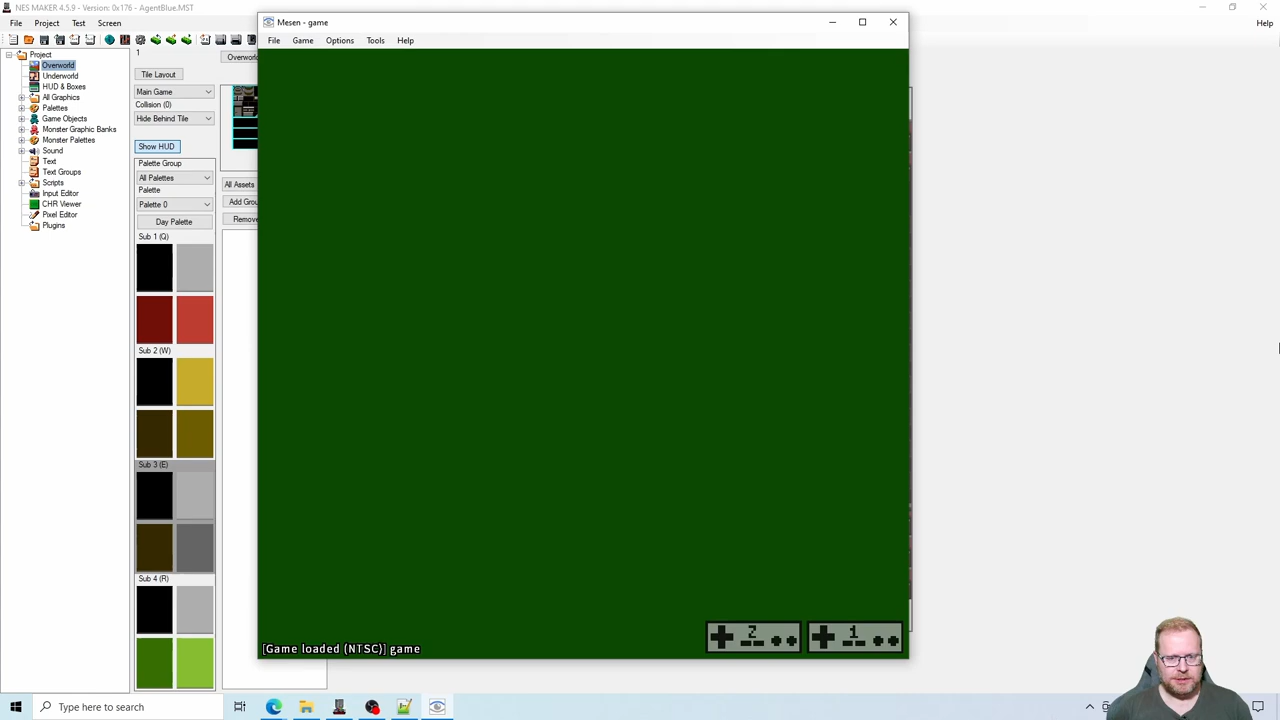 NES MAKER 4.5.9 - Version: 0x176 - AgentBlue.MST
File Project Test Screen
Help
Project
Overworld
Underworld
HUD & Boxes
All Graphics
Palettes
Game Objects
Monster Graphic Banks
Monster Palettes
Sound
Text
Text Groups
Scripts
Input Editor
CHR Viewer
Pixel Editor
Plugins
1
Tile Layout
Main Game
Collision (0)
Hide Behind Tile
Show HUD
Palette Group
All Palettes
Palette
Palette 0
Day Palette
Sub 1 (Q)
Sub 2 (W)
Sub 3 (E)
Sub 4 (R)
All Assets
Mesen - game
File Game Options Tools Help
2
1
[Game loaded (NTSC)] game
Type here to search